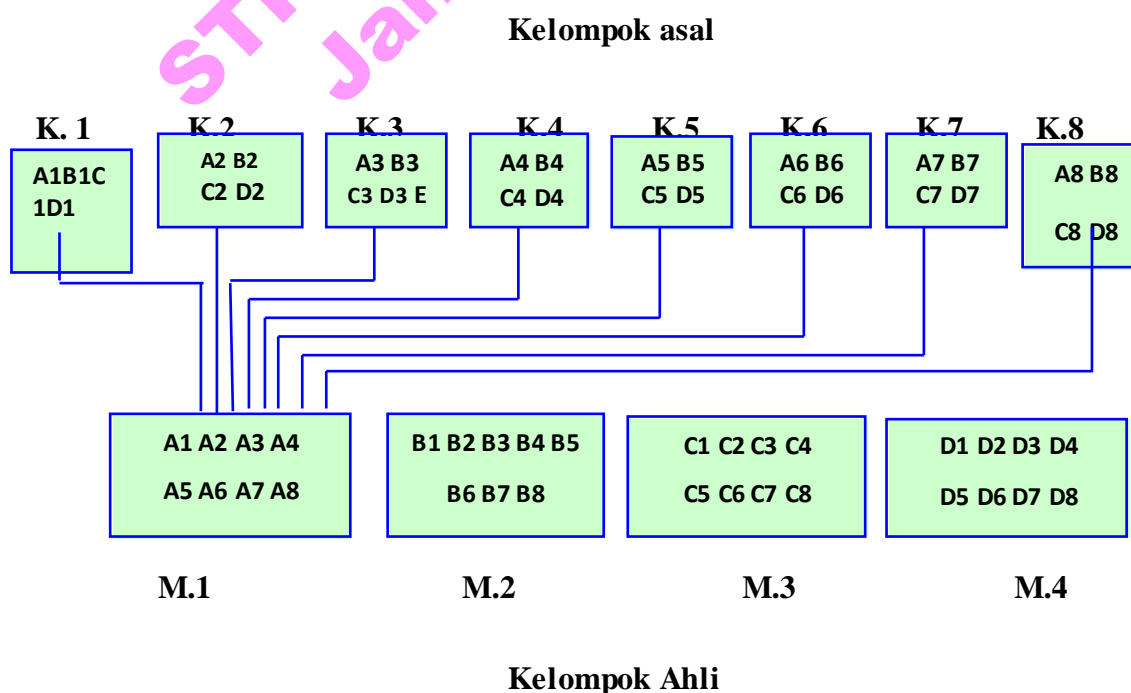 STI
Jan
Kelompok asal
K. 1 K.2 K.3 K.4 K.5 K.6 K.7 K.8
A1B1C
1D1
A2 B2
C2 D2
A3 B3
C3 D3 E
A4 B4
C4 D4
A5 B5
C5 D5
A6 B6
C6 D6
A7 B7
C7 D7
A8 B8
C8 D8
A1 A2 A3 A4
A5 A6 A7 A8
B1 B2 B3 B4 B5
B6 B7 B8
C1 C2 C3 C4
C5 C6 C7 C8
D1 D2 D3 D4
D5 D6 D7 D8
M.1 M.2 M.3 M.4
Kelompok Ahli